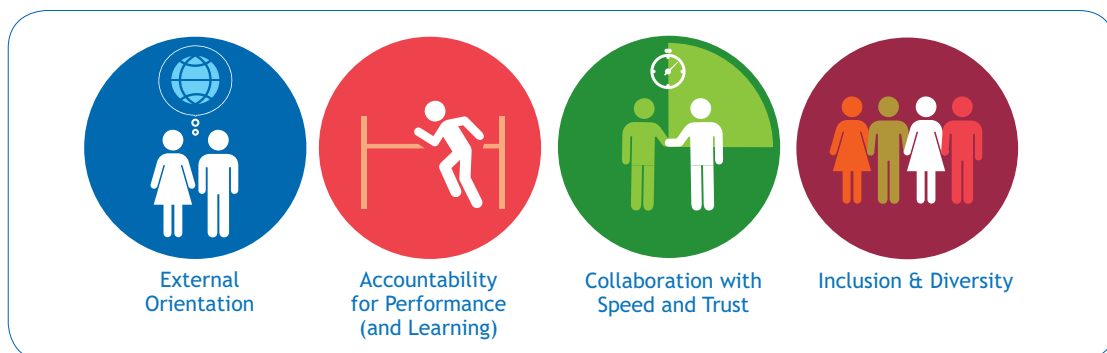 External
Orientation
Accountability
for Performance
(and Learning)
Collaboration with
Speed and Trust
Inclusion & Diversity